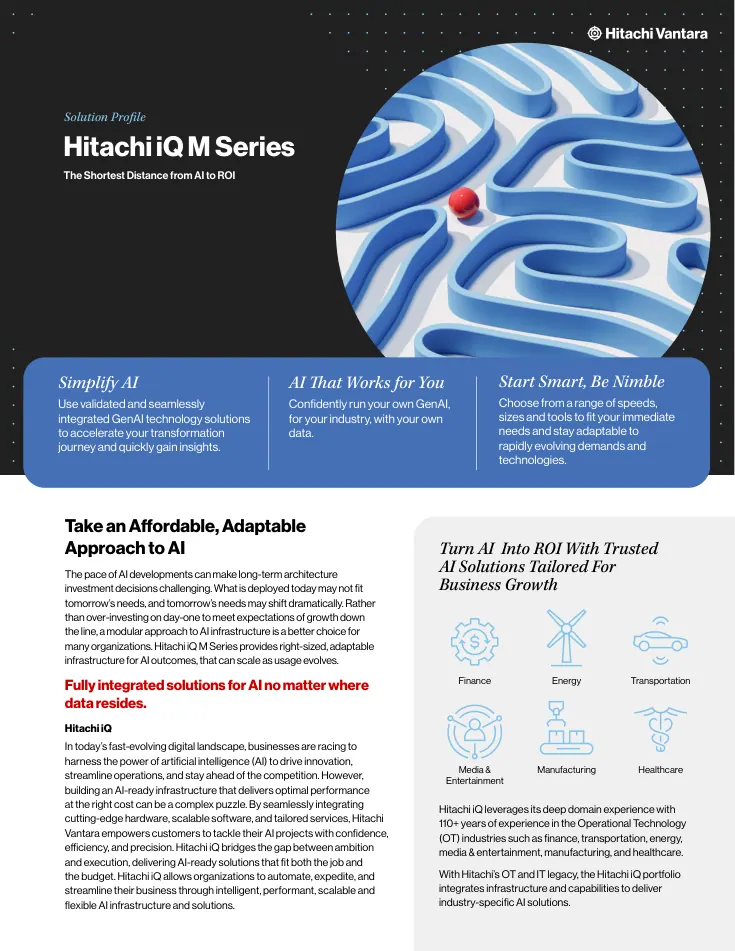 Hitachi Vantara
Solution Profile
Hitachi iQ M Series
The Shortest Distance from AI to ROI
Simplify AI
Use validated and seamlessly
integrated GenAI technology solutions
to accelerate your transformation
journey and quickly gain insights.
AI That Works for You
Confidently run your own GenAI,
for your industry, with your own
data.
Start Smart, Be Nimble
Choose from a range of speeds,
sizes and tools to fit your immediate
needs and stay adaptable to
rapidly evolving demands and
technologies.
Take an Affordable, Adaptable
Approach to AI
The pace of AI developments can make long-term architecture
investment decisions challenging. What is deployed today may not fit
tomorrow's needs, and tomorrow's needs may shift dramatically. Rather
than over-investing on day-one to meet expectations of growth down
the line, a modular approach to AI infrastructure is a better choice for
many organizations. Hitachi iQ M Series provides right-sized, adaptable
infrastructure for AI outcomes, that can scale as usage evolves.
Fully integrated solutions for AI no matter where
data resides.
Hitachi iQ
In today's fast-evolving digital landscape, businesses are racing to
harness the power of artificial intelligence (AI) to drive innovation,
streamline operations, and stay ahead of the competition. However,
building an AI-ready infrastructure that delivers optimal performance
at the right cost can be a complex puzzle. By seamlessly integrating
cutting-edge hardware, scalable software, and tailored services, Hitachi
Vantara empowers customers to tackle their AI projects with confidence,
efficiency, and precision. Hitachi iQ bridges the gap between ambition
and execution, delivering AI-ready solutions that fit both the job and
the budget. Hitachi iQ allows organizations to automate, expedite, and
streamline their business through intelligent, performant, scalable and
flexible AI infrastructure and solutions.
Turn AI Into ROI With Trusted
AI Solutions Tailored For
Business Growth
$
Finance
Energy
Transportation
Media &
Entertainment
Manufacturing
Healthcare
Hitachi iQ leverages its deep domain experience with
110+ years of experience in the Operational Technology
(OT) industries such as finance, transportation, energy,
media & entertainment, manufacturing, and healthcare.
With Hitachi's OT and IT legacy, the Hitachi iQ portfolio
integrates infrastructure and capabilities to deliver
industry-specific AI solutions.